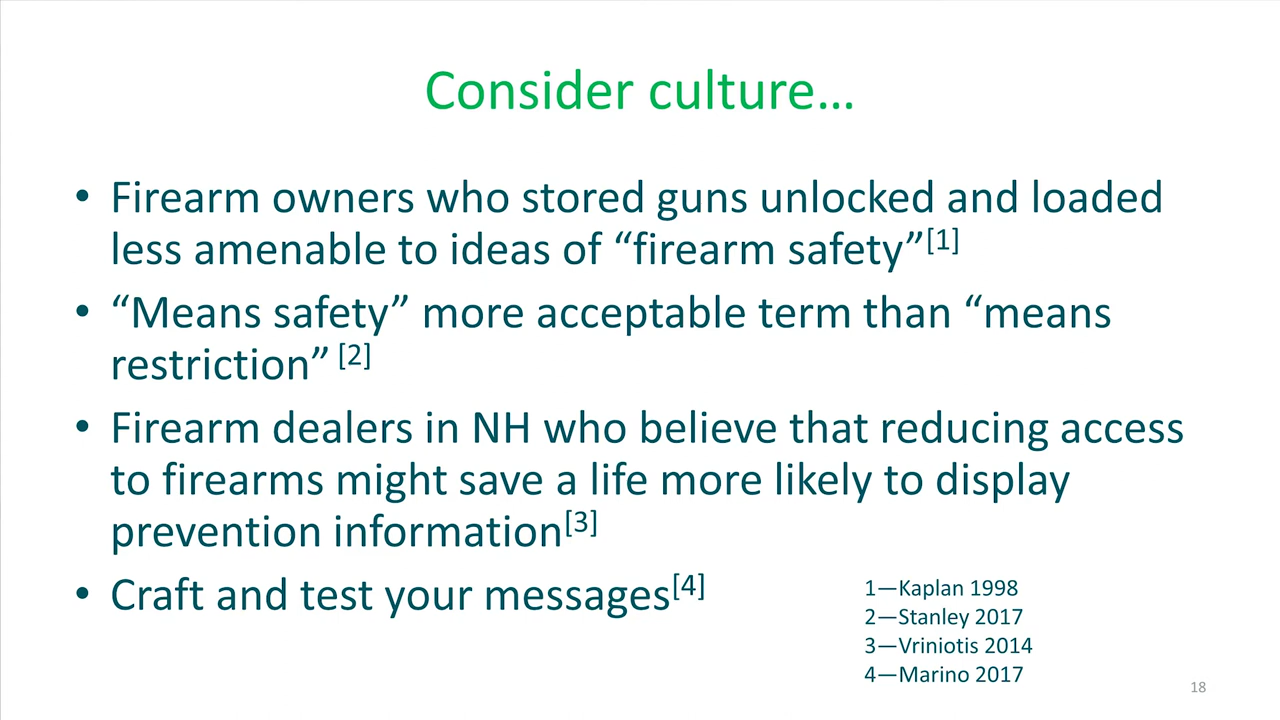 Consider culture…
• Firearm owners who stored guns unlocked and loaded
less amenable to ideas of “firearm safety”[1]
• “Means safety” more acceptable term than “means
restriction” [2]
• Firearm dealers in NH who believe that reducing access
to firearms might save a life more likely to display
prevention information[3]
• Craft and test your messages[4]
1—Kaplan 1998
2—Stanley 2017
3—Vriniotis 2014
4—Marino 2017
18